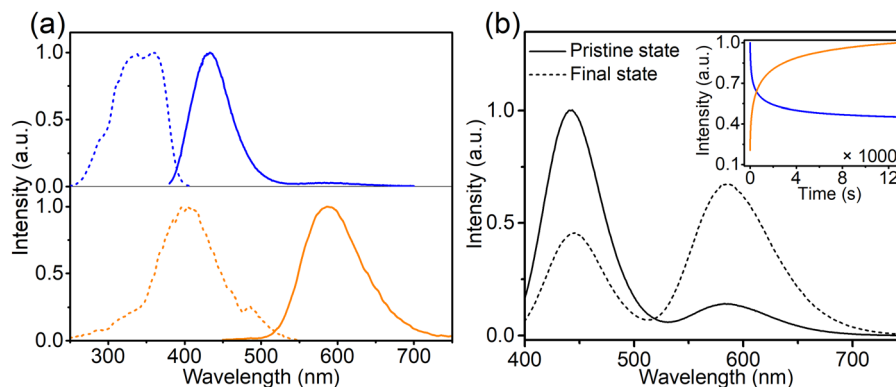 (a)
Intensity (a.u.)
1.0
0.5
0.0
1.0
0.5
0.0
300
400
500
600
700
Wavelength (nm)
(b)
Intensity (a.u.)
1.0
0.5
0.0
400
500
600
700
Wavelength (nm)
Pristine state
Final state
Intensity (a.u.)
1.0
0.7
0.4
0.1
0
4
8
12
× 1000
Time (s)